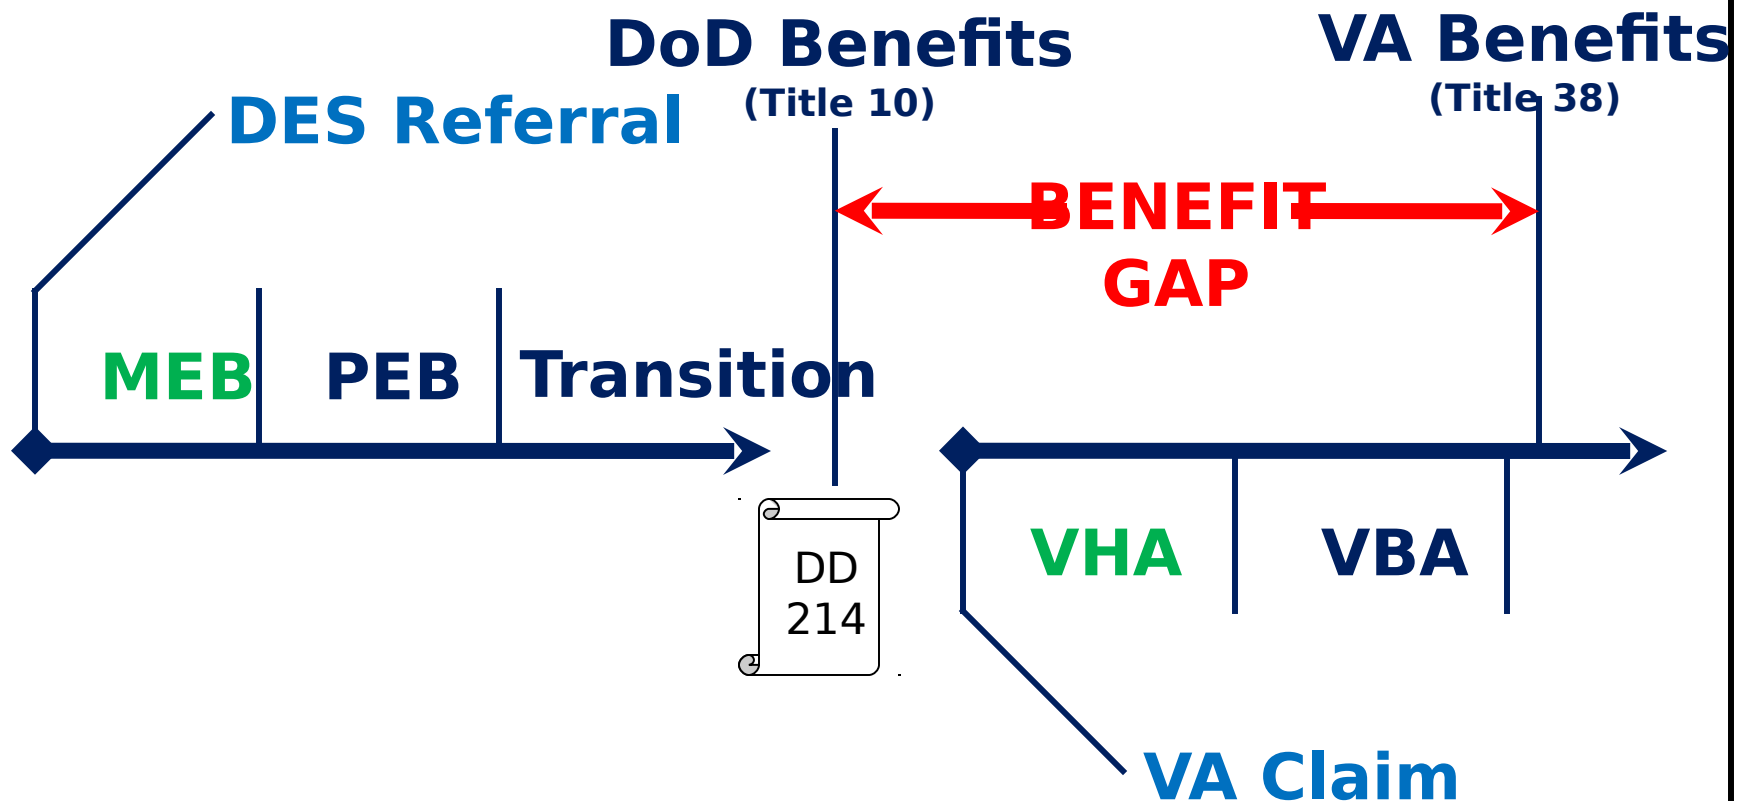 DoD Benefits
(Title 10)
VA Benefits
(Title 38)
DES Referral
BENEFIT
GAP
MEB
PEB
Transition
DD
214
VHA
VBA
VA Claim